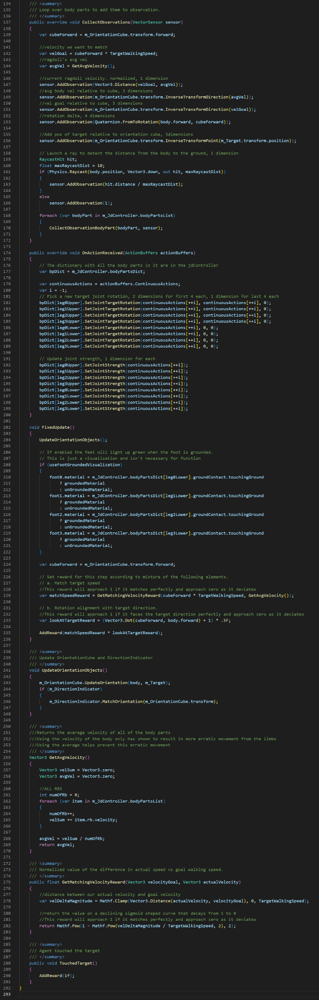 134 /// <summary>
135 /// Loop over body parts to add them to observation.
136 /// </summary>
137 public override void CollectObservations(VectorSensor sensor)
138 {
139 var cubeForward = m_OrientationCube.transform.forward;
140
141 //velocity we want to match
142 var velGoal = cubeForward * TargetWalkingSpeed;
143 //ragdoll's avg vel
144 var avgVel = GetAvgVelocity();
145
146 //current ragdoll velocity. normalized, 1 dimension
147 sensor.AddObservation(Vector3.Distance(velGoal, avgVel));
148 //avg body vel relative to cube, 3 dimensions
149 sensor.AddObservation(m_OrientationCube.transform.InverseTransformDirection(avgVel));
150 //vel goal relative to cube, 3 dimensions
151 sensor.AddObservation(m_OrientationCube.transform.InverseTransformDirection(velGoal));
152 //rotation delta, 4 dimensions
153 sensor.AddObservation(Quaternion.FromToRotation(body.forward, cubeForward));
154
155 //Add pos of target relative to orientation cube, 3dimensions
156 sensor.AddObservation(m_OrientationCube.transform.InverseTransformPoint(m_Target.transform.position));
157
158 // Launch a ray to detect the distance from the body to the ground, 1 dimension
159 RaycastHit hit;
160 float maxRaycastDist = 10;
161 if (Physics.Raycast(body.position, Vector3.down, out hit, maxRaycastDist))
162 {
163 sensor.AddObservation(hit.distance / maxRaycastDist);
164 }
165 else
166 sensor.AddObservation(1);
167
168 foreach (var bodyPart in m_JdController.bodyPartsList)
169 {
170 CollectObservationBodyPart(bodyPart, sensor);
171 }
172 }
173
174 public override void OnActionReceived(ActionBuffers actionBuffers)
175 {
176 // The dictionary with all the body parts in it are in the jdController
177 var bpDict = m_JdController.bodyPartsDict;
178
179 var continuousActions = actionBuffers.ContinuousActions;
180 var i = -1;
181 // Pick a new target joint rotation, 2 dimensions for first 4 each, 1 dimension for last 4 each
182 bpDict[leg0Upper].SetJointTargetRotation(continuousActions[++i], continuousActions[++i], 0);
183 bpDict[leg1Upper].SetJointTargetRotation(continuousActions[++i], continuousActions[++i], 0);
184 bpDict[leg2Upper].SetJointTargetRotation(continuousActions[++i], continuousActions[++i], 0);
185 bpDict[leg3Upper].SetJointTargetRotation(continuousActions[++i], continuousActions[++i], 0);
186 bpDict[leg0Lower].SetJointTargetRotation(continuousActions[++i], 0, 0);
187 bpDict[leg1Lower].SetJointTargetRotation(continuousActions[++i], 0, 0);
188 bpDict[leg2Lower].SetJointTargetRotation(continuousActions[++i], 0, 0);
189 bpDict[leg3Lower].SetJointTargetRotation(continuousActions[++i], 0, 0);
190
191 // Update joint strength, 1 dimension for each
192 bpDict[leg0Upper].SetJointStrength(continuousActions[++i]);
193 bpDict[leg1Upper].SetJointStrength(continuousActions[++i]);
194 bpDict[leg2Upper].SetJointStrength(continuousActions[++i]);
195 bpDict[leg3Upper].SetJointStrength(continuousActions[++i]);
196 bpDict[leg0Lower].SetJointStrength(continuousActions[++i]);
197 bpDict[leg1Lower].SetJointStrength(continuousActions[++i]);
198 bpDict[leg2Lower].SetJointStrength(continuousActions[++i]);
199 bpDict[leg3Lower].SetJointStrength(continuousActions[++i]);
200 }
201
202 void FixedUpdate()
203 {
204 UpdateOrientationObjects();
205
206 // If enabled the feet will light up green when the foot is grounded.
207 // This is just a visualization and isn't necessary for function
208 if (useFootGroundedVisualization)
209 {
210 foot0.material = m_JdController.bodyPartsDict[leg0Lower].groundContact.touchingGround
211 ? groundedMaterial
212 : unGroundedMaterial;
213 foot1.material = m_JdController.bodyPartsDict[leg1Lower].groundContact.touchingGround
214 ? groundedMaterial
215 : unGroundedMaterial;
216 foot2.material = m_JdController.bodyPartsDict[leg2Lower].groundContact.touchingGround
217 ? groundedMaterial
218 : unGroundedMaterial;
219 foot3.material = m_JdController.bodyPartsDict[leg3Lower].groundContact.touchingGround
220 ? groundedMaterial
221 : unGroundedMaterial;
222 }
223
224 var cubeForward = m_OrientationCube.transform.forward;
225
226 // Set reward for this step according to mixture of the following elements.
227 // a. Match target speed
228 //This reward will approach 1 if it matches perfectly and approach zero as it deviates
229 var matchSpeedReward = GetMatchingVelocityReward(cubeForward * TargetWalkingSpeed, GetAvgVelocity());
230
231 // b. Rotation alignment with target direction.
232 //This reward will approach 1 if it faces the target direction perfectly and approach zero as it deviates
233 var lookAtTargetReward = (Vector3.Dot(cubeForward, body.forward) + 1) * .5F;
234
235 AddReward(matchSpeedReward * lookAtTargetReward);
236 }
237
238 /// <summary>
239 /// Update OrientationCube and DirectionIndicator
240 /// </summary>
241 void UpdateOrientationObjects()
242 {
243 m_OrientationCube.UpdateOrientation(body, m_Target);
244 if (m_DirectionIndicator)
245 {
246 m_DirectionIndicator.MatchOrientation(m_OrientationCube.transform);
247 }
248 }
249
250 /// <summary>
251 ///Returns the average velocity of all of the body parts
252 ///Using the velocity of the body only has shown to result in more erratic movement from the limbs
253 ///Using the average helps prevent this erratic movement
254 /// </summary>
255 Vector3 GetAvgVelocity()
256 {
257 Vector3 velSum = Vector3.zero;
258 Vector3 avgVel = Vector3.zero;
259
260 //ALL RBS
261 int numOfRb = 0;
262 foreach (var item in m_JdController.bodyPartsList)
263 {
264 numOfRb++;
265 velSum += item.rb.velocity;
266 }
267
268 avgVel = velSum / numOfRb;
269 return avgVel;
270 }
271
272 /// <summary>
273 /// Normalized value of the difference in actual speed vs goal walking speed.
274 /// </summary>
275 public float GetMatchingVelocityReward(Vector3 velocityGoal, Vector3 actualVelocity)
276 {
277 //distance between our actual velocity and goal velocity
278 var velDeltaMagnitude = Mathf.Clamp(Vector3.Distance(actualVelocity, velocityGoal), 0, TargetWalkingSpeed);
279
280 //return the value on a declining sigmoid shaped curve that decays from 1 to 0
281 //This reward will approach 1 if it matches perfectly and approach zero as it deviates
282 return Mathf.Pow(1 - Mathf.Pow(velDeltaMagnitude / TargetWalkingSpeed, 2), 2);
283 }
284
285 /// <summary>
286 /// Agent touched the target
287 /// </summary>
288 public void TouchedTarget()
289 {
290 AddReward(1f);
291 }
292 }
293